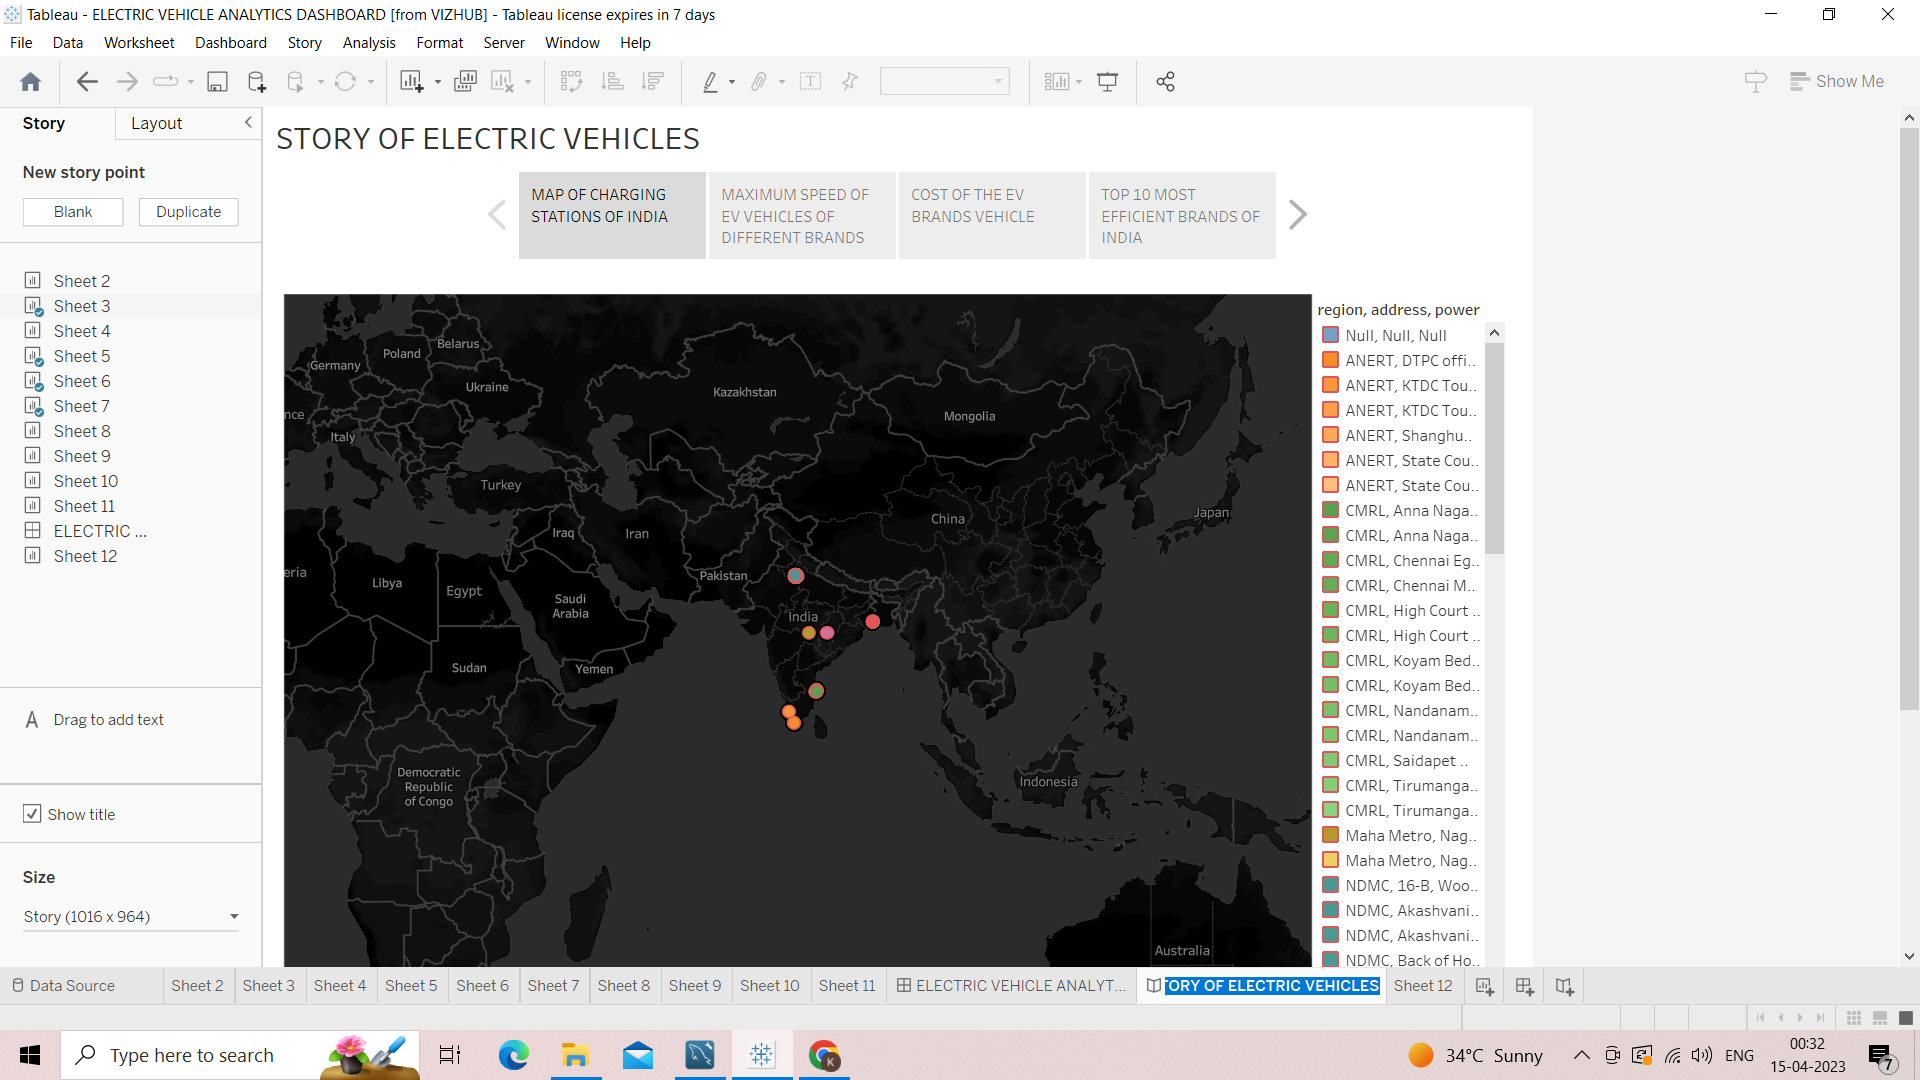 Tableau - ELECTRIC VEHICLE ANALYTICS DASHBOARD [from VIZHUB] - Tableau license expires in 7 days
File Data Worksheet Dashboard Story Analysis Format Server Window Help
Show Me
Story Layout
New story point
Blank Duplicate
Sheet 2
Sheet 3
Sheet 4
Sheet 5
Sheet 6
Sheet 7
Sheet 8
Sheet 9
Sheet 10
Sheet 11
ELECTRIC ...
Sheet 12
A Drag to add text
Show title
Size
Story (1016 x 964)
STORY OF ELECTRIC VEHICLES
MAP OF CHARGING
STATIONS OF INDIA
MAXIMUM SPEED OF
EV VEHICLES OF
DIFFERENT BRANDS
COST OF THE EV
BRANDS VEHICLE
TOP 10 MOST
EFFICIENT BRANDS OF
INDIA
Belarus
Poland
Germany
Ukraine
Kazakhstan
nce
Mongolia
Italy
Turkey
China
Japan
Iraq
Iran
eria
Libya
Egypt
Pakistan
Saudi
Arabia
India
Sudan
Yemen
Democratic
Republic
of Congo
Indonesia
Australia
region, address, power
Null, Null, Null
ANERT, DTPC offi..
ANERT, KTDC Tou..
ANERT, KTDC Tou..
ANERT, Shanghu..
ANERT, State Cou..
ANERT, State Cou..
CMRL, Anna Naga..
CMRL, Anna Naga..
CMRL, Chennai Eg..
CMRL, Chennai M..
CMRL, High Court ..
CMRL, High Court ..
CMRL, Koyam Bed..
CMRL, Koyam Bed..
CMRL, Nandanam..
CMRL, Nandanam..
CMRL, Saidapet ..
CMRL, Tirumanga..
CMRL, Tirumanga..
Maha Metro, Nag..
Maha Metro, Nag..
NDMC, 16-B, Woo..
NDMC, Akashvani..
NDMC, Akashvani..
NDMC, Back of Ho..
Data Source Sheet 2 Sheet 3 Sheet 4 Sheet 5 Sheet 6 Sheet 7 Sheet 8 Sheet 9 Sheet 10 Sheet 11 ELECTRIC VEHICLE ANALYT... TORY OF ELECTRIC VEHICLES Sheet 12
Type here to search
K
34°C Sunny
ENG
00:32
15-04-2023
7